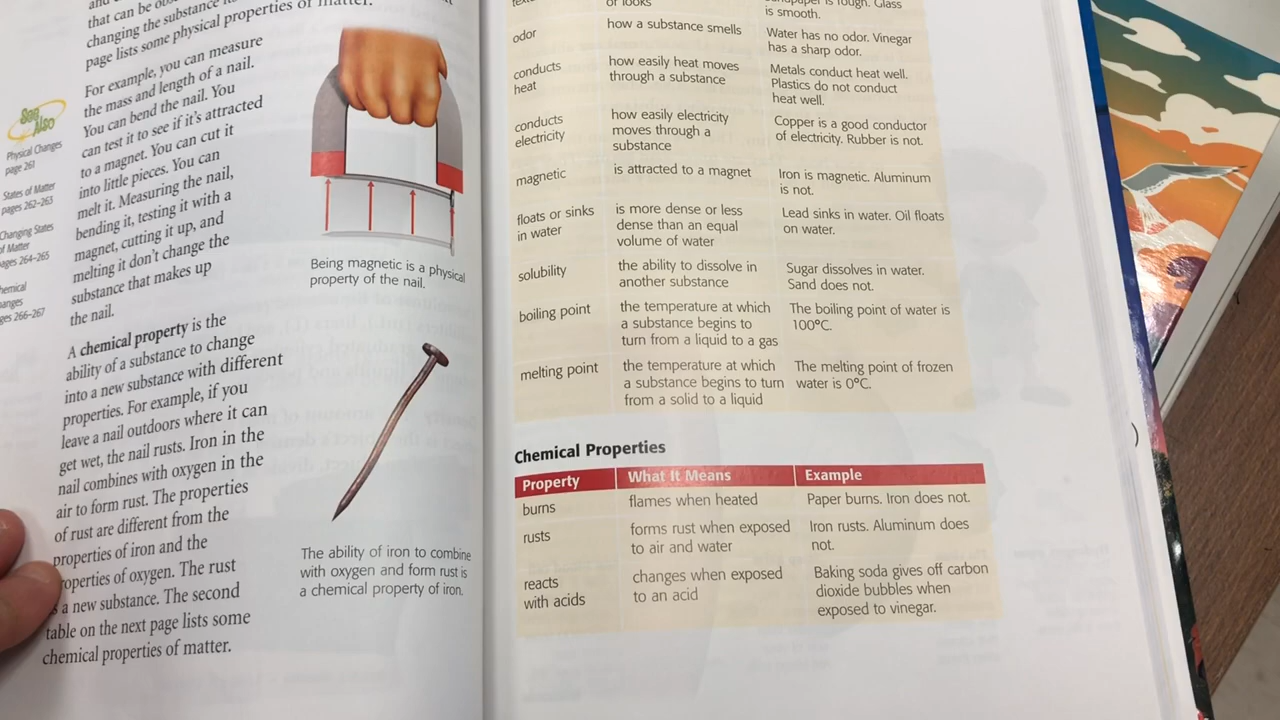 that can be
changing the substance
page lists some physical properties of matter.
For example, you can measure
the mass and length of a nail.
You can bend the nail. You
can test it to see if it's attracted
to a magnet. You can cut it
into little pieces. You can
melt it. Measuring the nail,
bending it, testing it with a
magnet, cutting it up, and
melting it don't change the
substance that makes up
the nail.
See
Also
Physical Changes
page 261
States of Matter
pages 262–263
Changing States
of Matter
264–265
266–267
A chemical property is the
ability of a substance to change
into a new substance with different
properties. For example, if you
leave a nail outdoors where it can
get wet, the nail rusts. Iron in the
nail combines with oxygen in the
air to form rust. The properties
of rust are different from the
properties of iron and the
properties of oxygen. The rust
a new substance. The second
table on the next page lists some
chemical properties of matter.
Being magnetic is a physical
property of the nail.
The ability of iron to combine
with oxygen and form rust is
a chemical property of iron.
or looks
is rough. Glass
is smooth.
odor
how a substance smells
Water has no odor. Vinegar
has a sharp odor.
conducts
heat
how easily heat moves
through a substance
Metals conduct heat well.
Plastics do not conduct
heat well.
conducts
electricity
how easily electricity
moves through a
substance
Copper is a good conductor
of electricity. Rubber is not.
magnetic
is attracted to a magnet
Iron is magnetic. Aluminum
is not.
floats or sinks
in water
is more dense or less
dense than an equal
volume of water
Lead sinks in water. Oil floats
on water.
solubility
the ability to dissolve in
another substance
Sugar dissolves in water.
Sand does not.
boiling point
the temperature at which
a substance begins to
turn from a liquid to a gas
The boiling point of water is
100°C.
melting point
the temperature at which
a substance begins to turn
from a solid to a liquid
The melting point of frozen
water is 0°C.
Chemical Properties
Property
What It Means
Example
burns
flames when heated
Paper burns. Iron does not.
rusts
forms rust when exposed
to air and water
Iron rusts. Aluminum does
not.
reacts
with acids
changes when exposed
to an acid
Baking soda gives off carbon
dioxide bubbles when
exposed to vinegar.